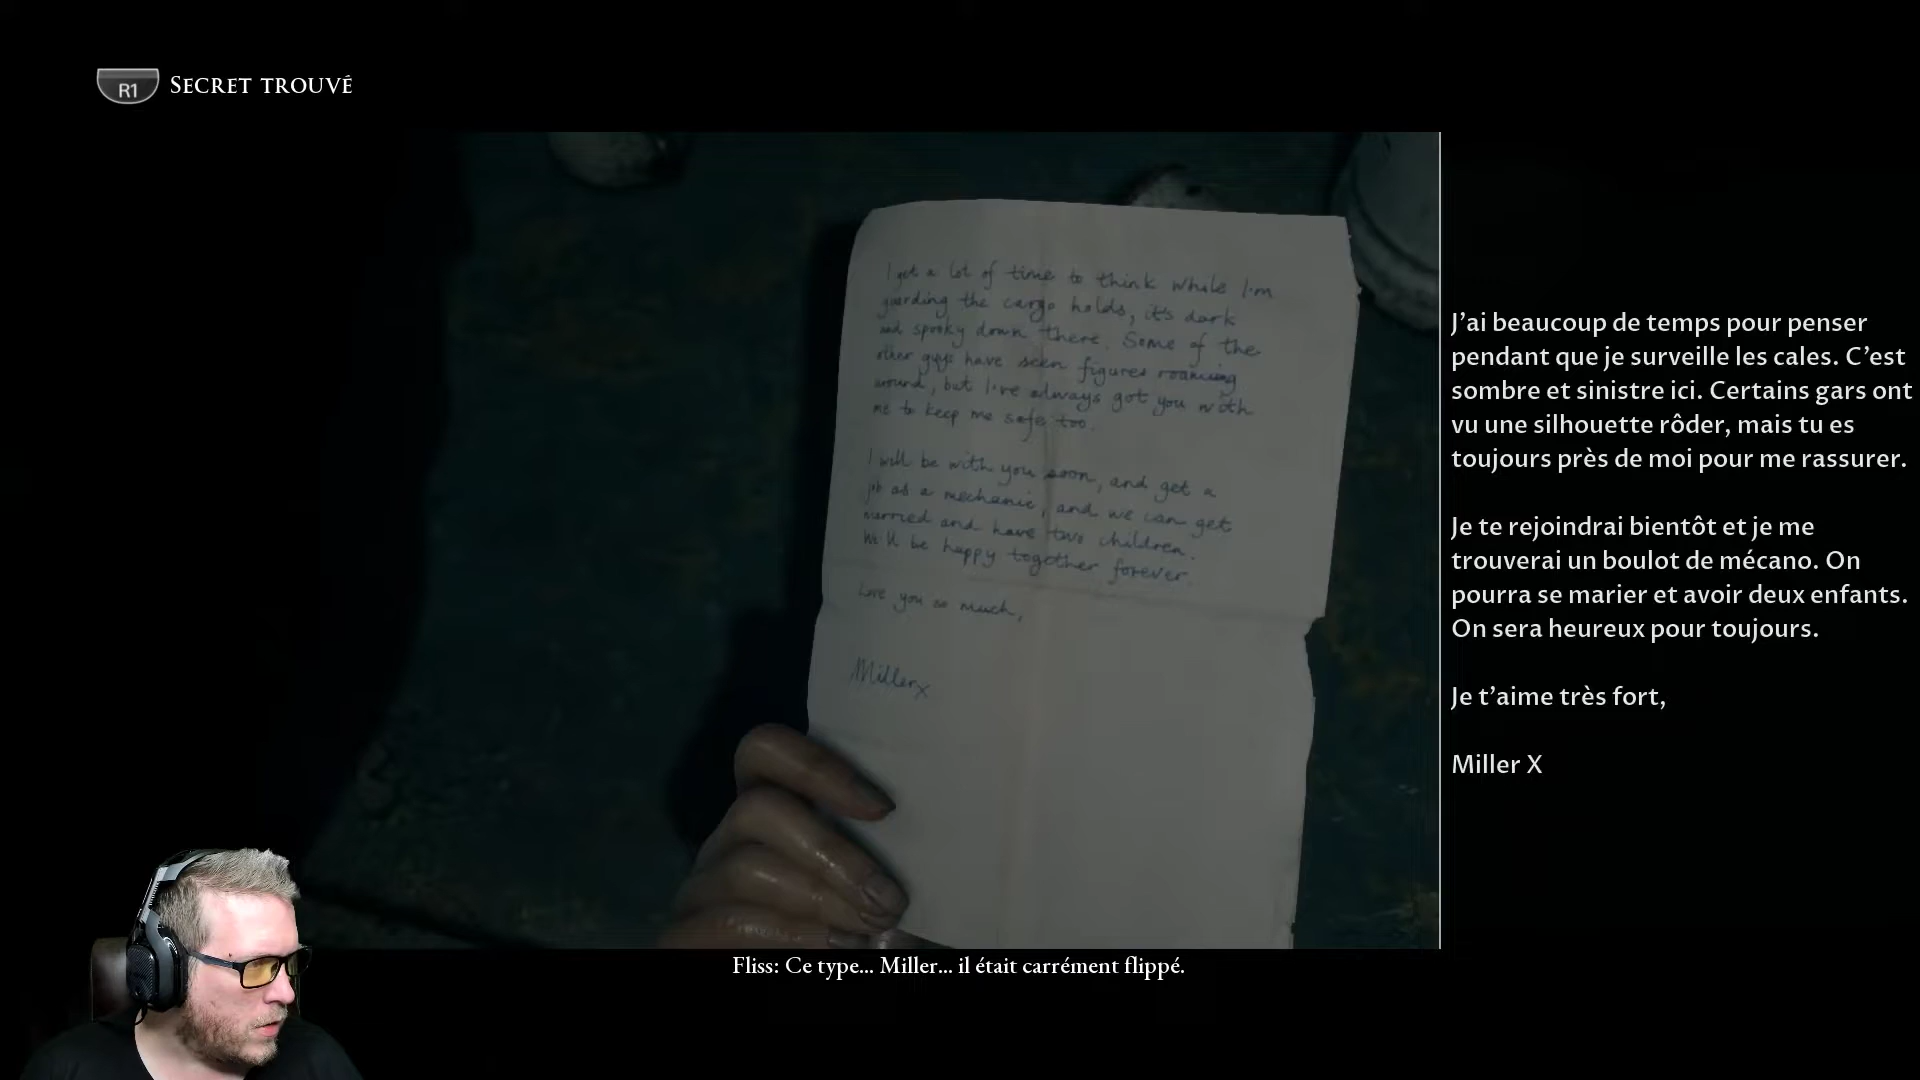 R1 SECRET TROUVÉ
I get a lot of time to think while I'm
guarding the cargo holds, it's dark
and spooky down there. Some of the
other guys have seen figures roaming
around, but I've always got you with
me to keep me safe too.
I will be with you soon, and get a
job as a mechanic, and we can get
married and have two children.
We'll be happy together forever.
Love you so much,
Miller x
J'ai beaucoup de temps pour penser
pendant que je surveille les cales. C'est
sombre et sinistre ici. Certains gars ont
vu une silhouette rôder, mais tu es
toujours près de moi pour me rassurer.
Je te rejoindrai bientôt et je me
trouverai un boulot de mécano. On
pourra se marier et avoir deux enfants.
On sera heureux pour toujours.
Je t'aime très fort,
Miller X
Fliss: Ce type... Miller... il était carrément flippé.